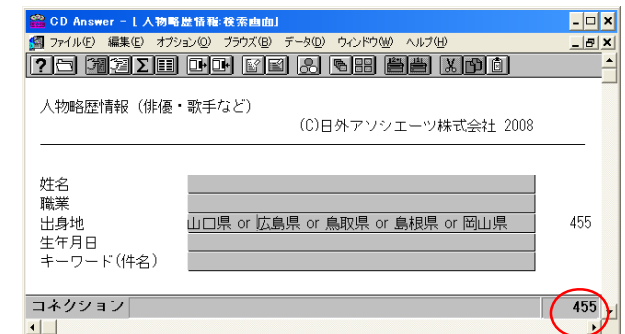 CD Answer - [ 人物略歴情報:検索画面]
ファイル(F) 編集(E) オプション(O) ブラウズ(B) データ(D) ウィンドウ(W) ヘルプ(H)
人物略歴情報（俳優・歌手など）
(C)日外アソシエーツ株式会社 2008
姓名
職業
出身地 山口県 or 広島県 or 鳥取県 or 島根県 or 岡山県 455
生年月日
キーワード(件名)
コネクション 455